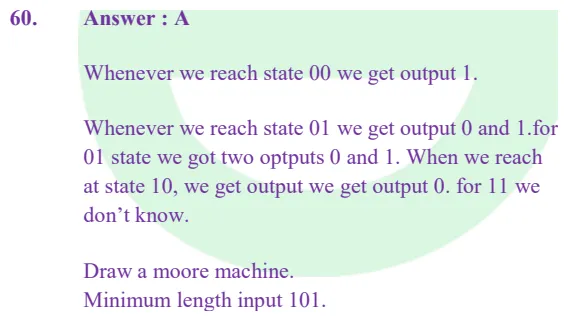 60. Answer : A
Whenever we reach state 00 we get output 1.
Whenever we reach state 01 we get output 0 and 1.for
01 state we got two optputs 0 and 1. When we reach
at state 10, we get output we get output 0. for 11 we
don’t know.
Draw a moore machine.
Minimum length input 101.